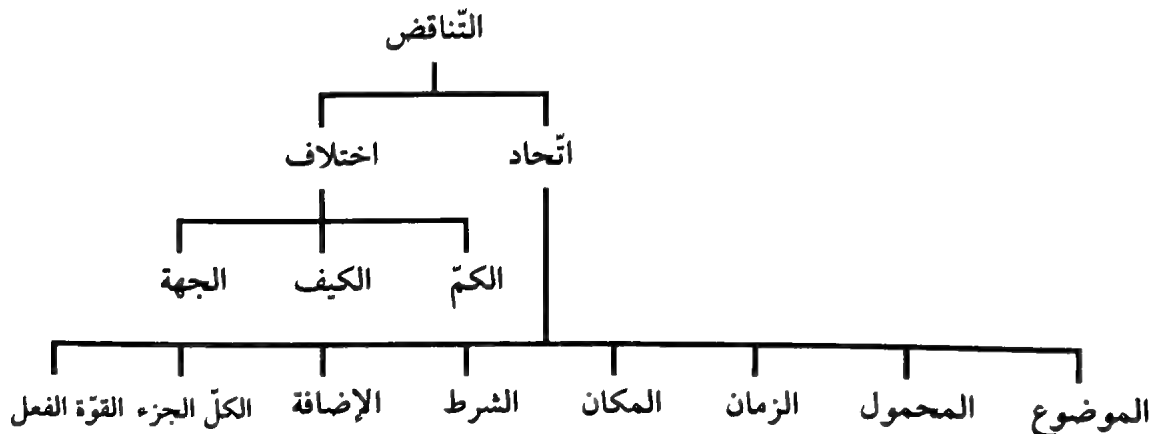 التّناقض
اتّحاد اختلاف
الكمّ الكيف الجهة
الموضوع المحمول الزمان المكان الشرط الإضافة الكلّ الجزء القوّة الفعل